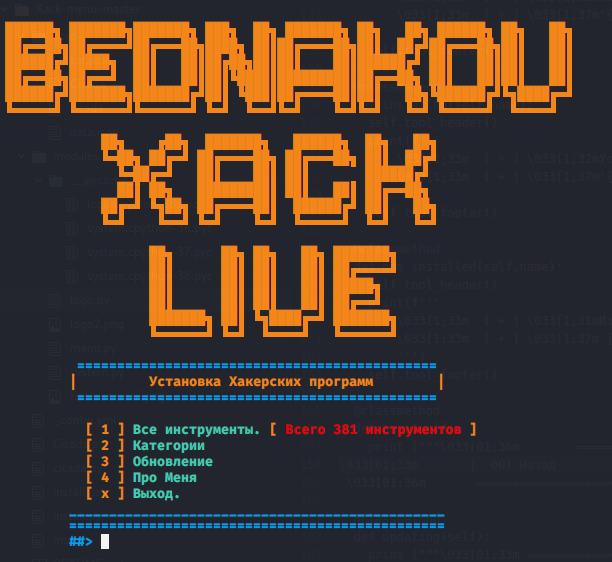 BEDNAKOV
XACK
LIVE
==============================================
|         Установка Хакерских программ        |
==============================================
[ 1 ] Все инструменты. [ Всего 381 инструментов ]
[ 2 ] Категории
[ 3 ] Обновление
[ 4 ] Про Меня
[ x ] Выход.
===============================================
##>